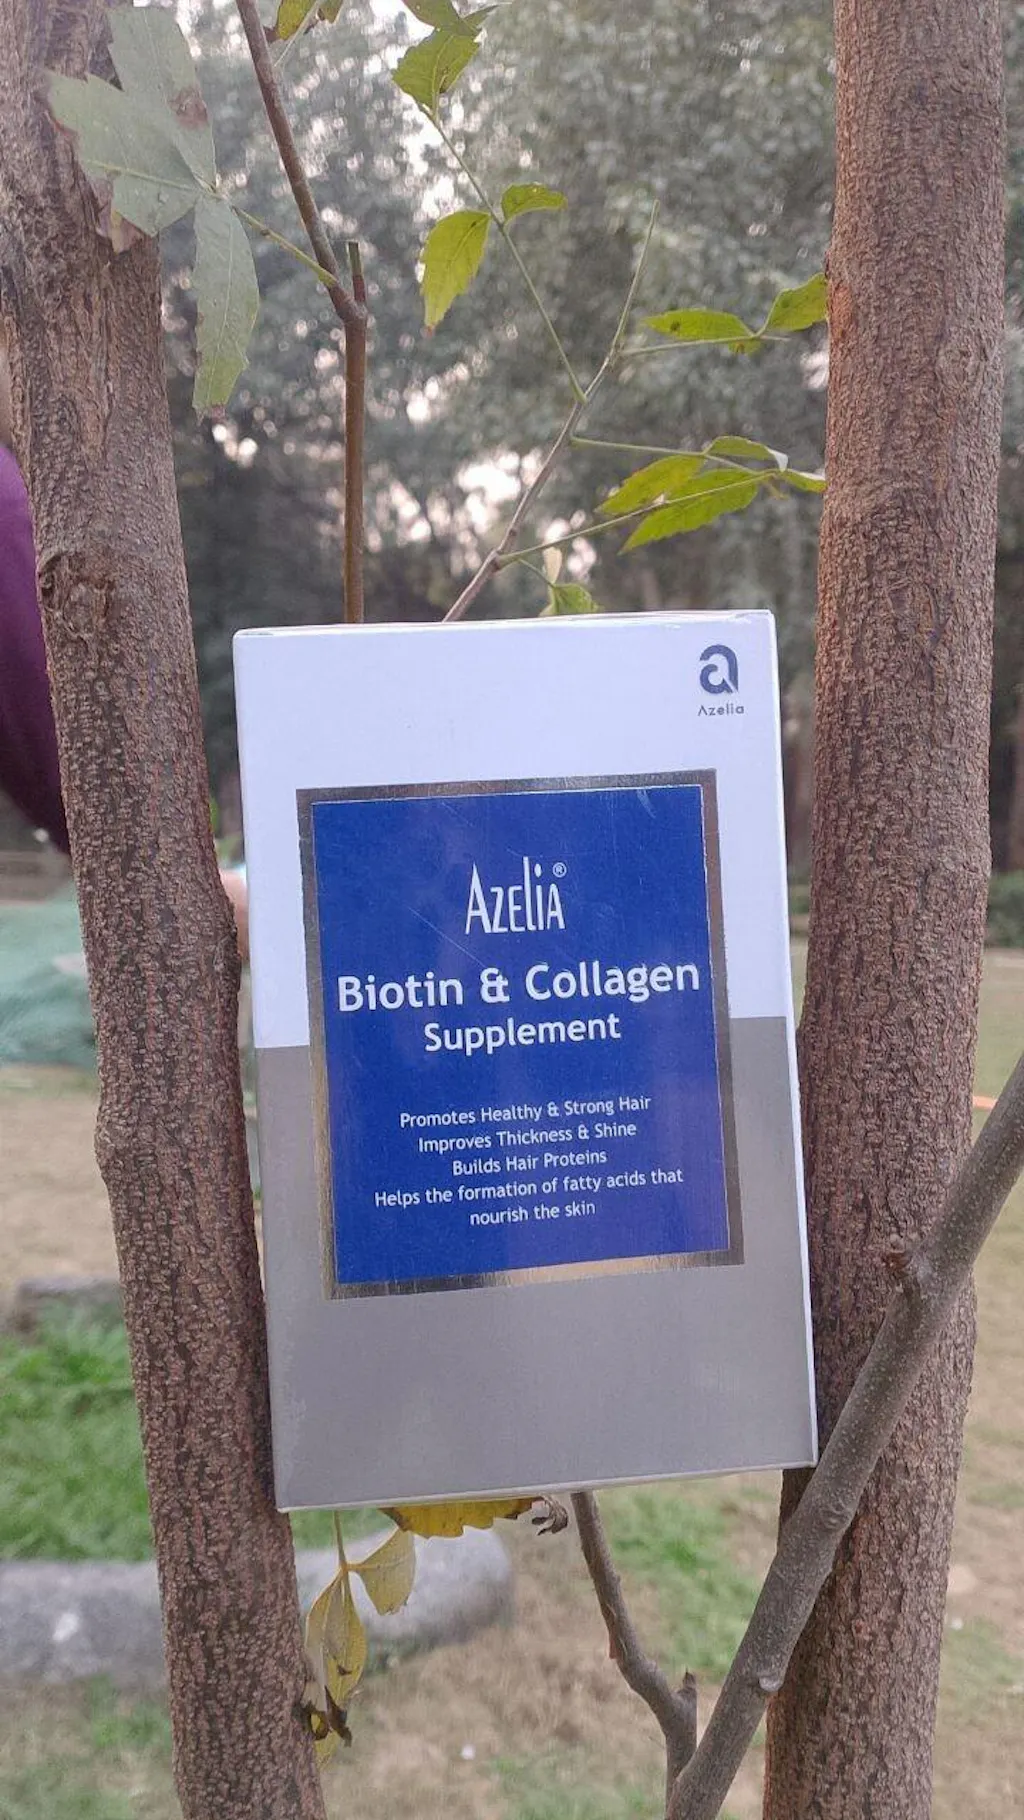 Azelia
Azelia®
Biotin & Collagen
Supplement
Promotes Healthy & Strong Hair
Improves Thickness & Shine
Builds Hair Proteins
Helps the formation of fatty acids that
nourish the skin